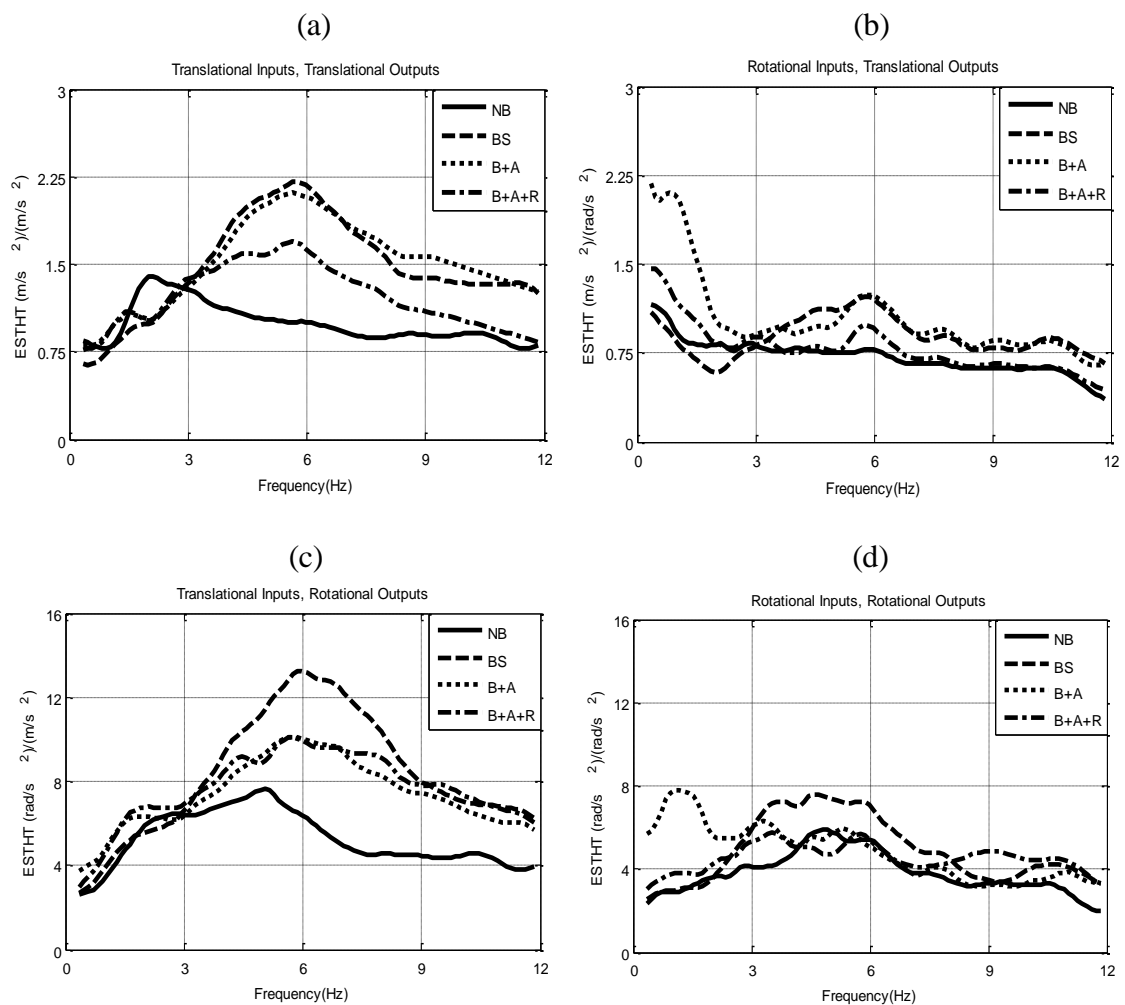 (a)
Translational Inputs, Translational Outputs
3
2.25
1.5
0.75
0
ESTHT (m/s ²)/(m/s ²)
NB
BS
B+A
B+A+R
0 3 6 9 12
Frequency(Hz)
(b)
Rotational Inputs, Translational Outputs
3
2.25
1.5
0.75
0
ESTHT (m/s ²)/(rad/s ²)
NB
BS
B+A
B+A+R
0 3 6 9 12
Frequency(Hz)
(c)
Translational Inputs, Rotational Outputs
16
12
8
4
0
ESTHT (rad/s ²)/(m/s ²)
NB
BS
B+A
B+A+R
0 3 6 9 12
Frequency(Hz)
(d)
Rotational Inputs, Rotational Outputs
16
12
8
4
0
ESTHT (rad/s ²)/(rad/s ²)
NB
BS
B+A
B+A+R
0 3 6 9 12
Frequency(Hz)